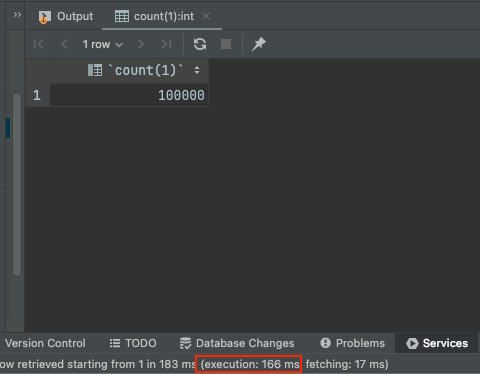 >> Output count(1):int ×
1 row
`count(1)`
1 100000
Version Control TODO Database Changes Problems Services
ow retrieved starting from 1 in 183 ms (execution: 166 ms fetching: 17 ms)